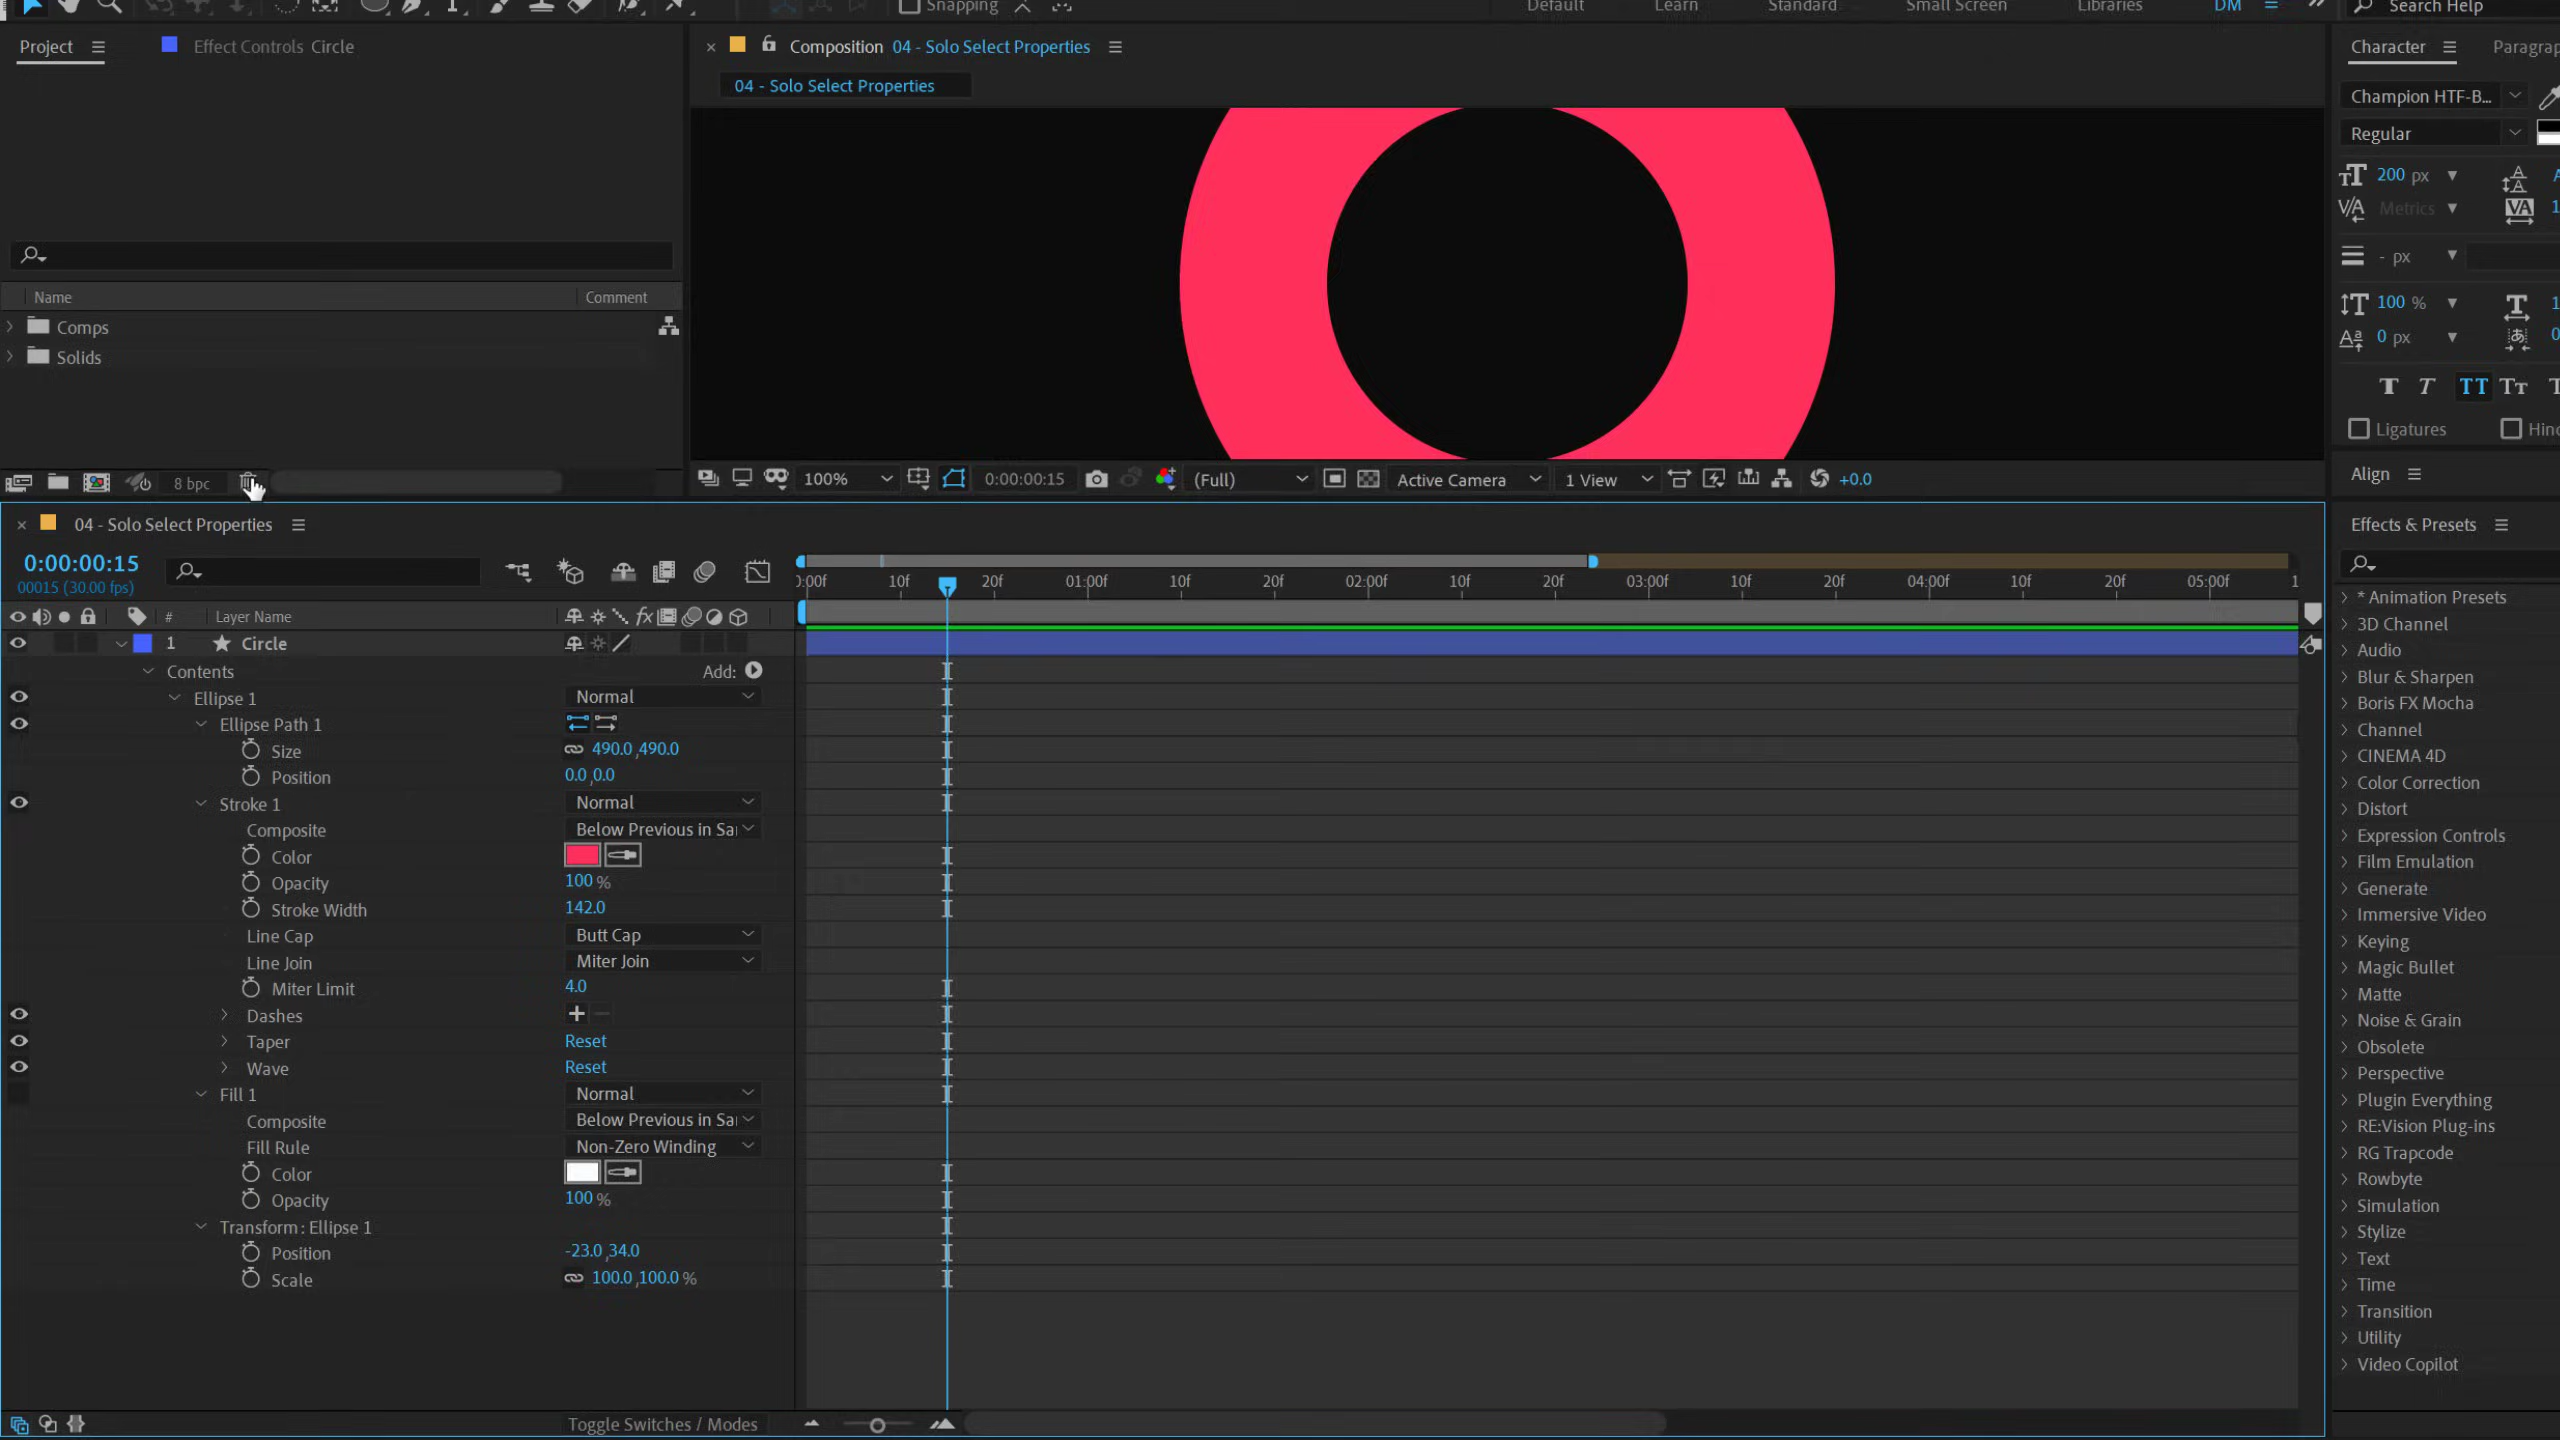 Snapping
Default
Learn
Standard
Small Screen
Libraries
DM
Search Help
Project
Effect Controls Circle
Composition 04 - Solo Select Properties
Character
Paragrap
04 - Solo Select Properties
Champion HTF-B...
Regular
200 px
Metrics
- px
100 %
0 px
Ligatures
Hind
Name
Comment
Comps
Solids
8 bpc
100%
0:00:00:15
(Full)
Active Camera
1 View
+0.0
Align
04 - Solo Select Properties
Effects & Presets
0:00:00:15
00015 (30.00 fps)
0:00f
10f
20f
01:00f
10f
20f
02:00f
10f
20f
03:00f
10f
20f
04:00f
10f
20f
05:00f
1
# Layer Name
1 Circle
Contents
Add:
Ellipse 1
Normal
Ellipse Path 1
Size
490.0,490.0
Position
0.0,0.0
Stroke 1
Normal
Composite
Below Previous in Sa
Color
Opacity
100 %
Stroke Width
142.0
Line Cap
Butt Cap
Line Join
Miter Join
Miter Limit
4.0
Dashes
Taper
Reset
Wave
Reset
Fill 1
Normal
Composite
Below Previous in Sa
Fill Rule
Non-Zero Winding
Color
Opacity
100 %
Transform: Ellipse 1
Position
-23.0,34.0
Scale
100.0,100.0 %
Toggle Switches / Modes
* Animation Presets
3D Channel
Audio
Blur & Sharpen
Boris FX Mocha
Channel
CINEMA 4D
Color Correction
Distort
Expression Controls
Film Emulation
Generate
Immersive Video
Keying
Magic Bullet
Matte
Noise & Grain
Obsolete
Perspective
Plugin Everything
RE:Vision Plug-ins
RG Trapcode
Rowbyte
Simulation
Stylize
Text
Time
Transition
Utility
Video Copilot